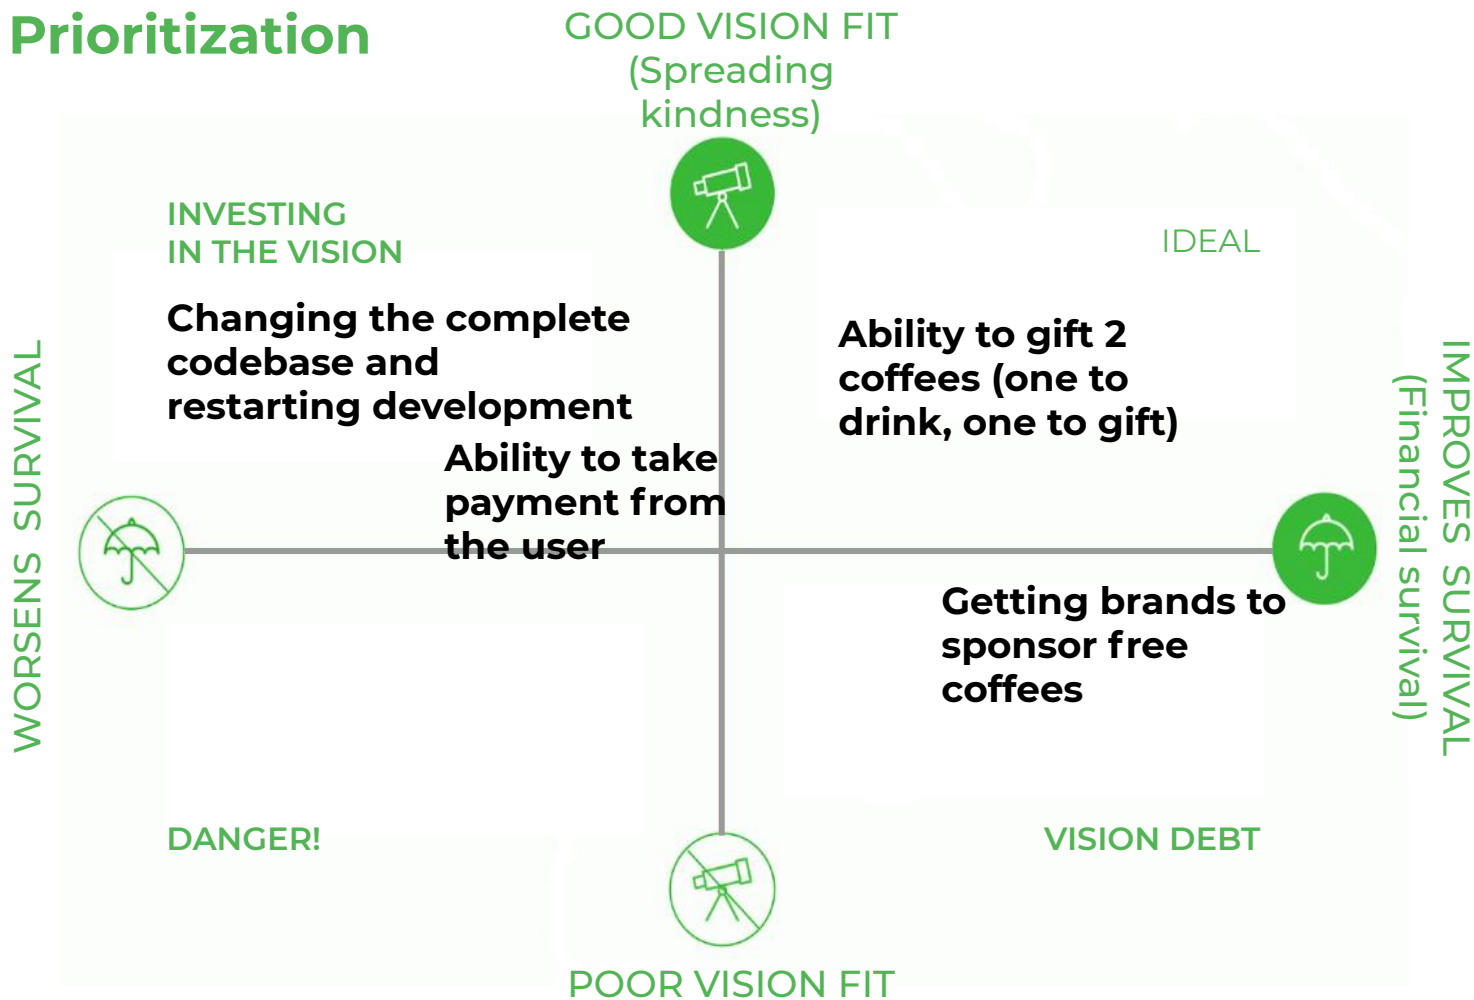 Prioritization
GOOD VISION FIT
(Spreading
kindness)
INVESTING
IN THE VISION
IDEAL
Changing the complete
codebase and
restarting development
Ability to gift 2
coffees (one to
drink, one to gift)
Ability to take
payment from
the user
WORSENS SURVIVAL
IMPROVES SURVIVAL
(Financial survival)
Getting brands to
sponsor free
coffees
DANGER!
VISION DEBT
POOR VISION FIT